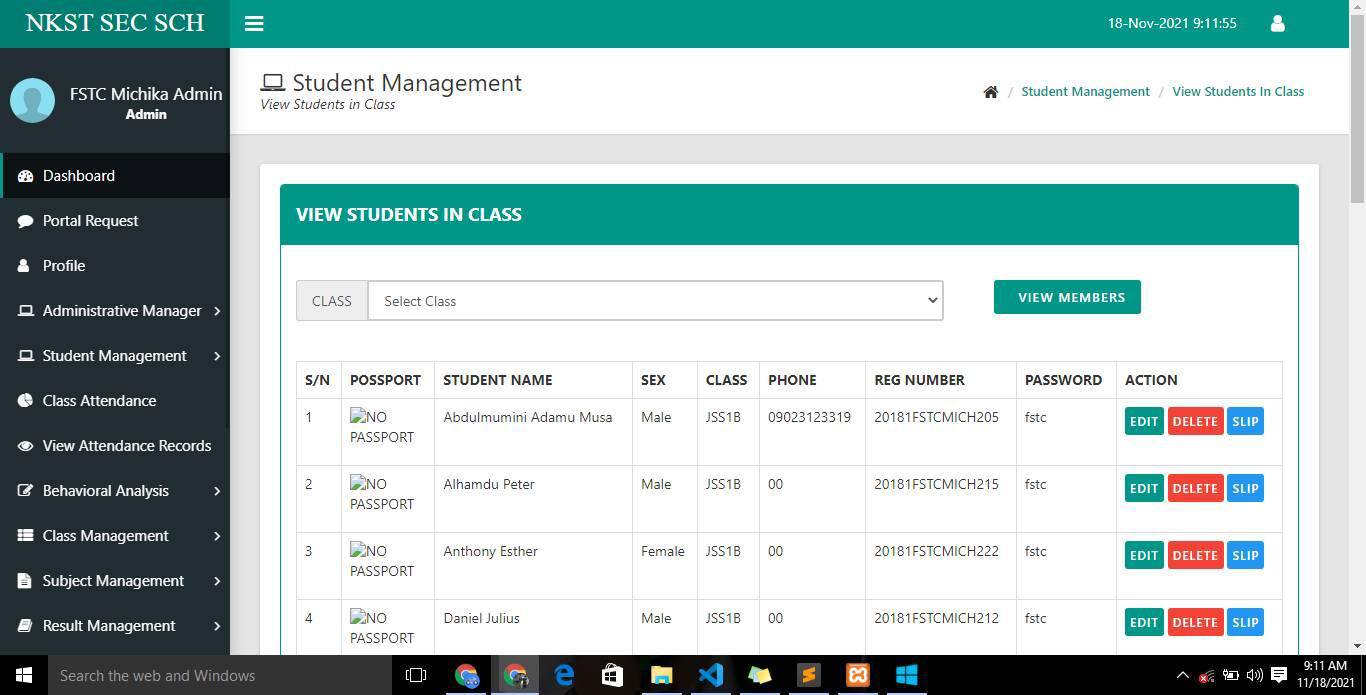 NKST SEC SCH
18-Nov-2021 9:11:55
FSTC Michika Admin
Admin
Student Management
View Students in Class
/ Student Management / View Students In Class
Dashboard
Portal Request
Profile
Administrative Manager
Student Management
Class Attendance
View Attendance Records
Behavioral Analysis
Class Management
Subject Management
Result Management
VIEW STUDENTS IN CLASS
CLASS Select Class VIEW MEMBERS
S/N POSSPORT STUDENT NAME SEX CLASS PHONE REG NUMBER PASSWORD ACTION
1 NO PASSPORT Abdulmumini Adamu Musa Male JSS1B 09023123319 20181FSTCMICH205 fstc EDIT DELETE SLIP
2 NO PASSPORT Alhamdu Peter Male JSS1B 00 20181FSTCMICH215 fstc EDIT DELETE SLIP
3 NO PASSPORT Anthony Esther Female JSS1B 00 20181FSTCMICH222 fstc EDIT DELETE SLIP
4 NO PASSPORT Daniel Julius Male JSS1B 00 20181FSTCMICH212 fstc EDIT DELETE SLIP
Search the web and Windows
9:11 AM
11/18/2021